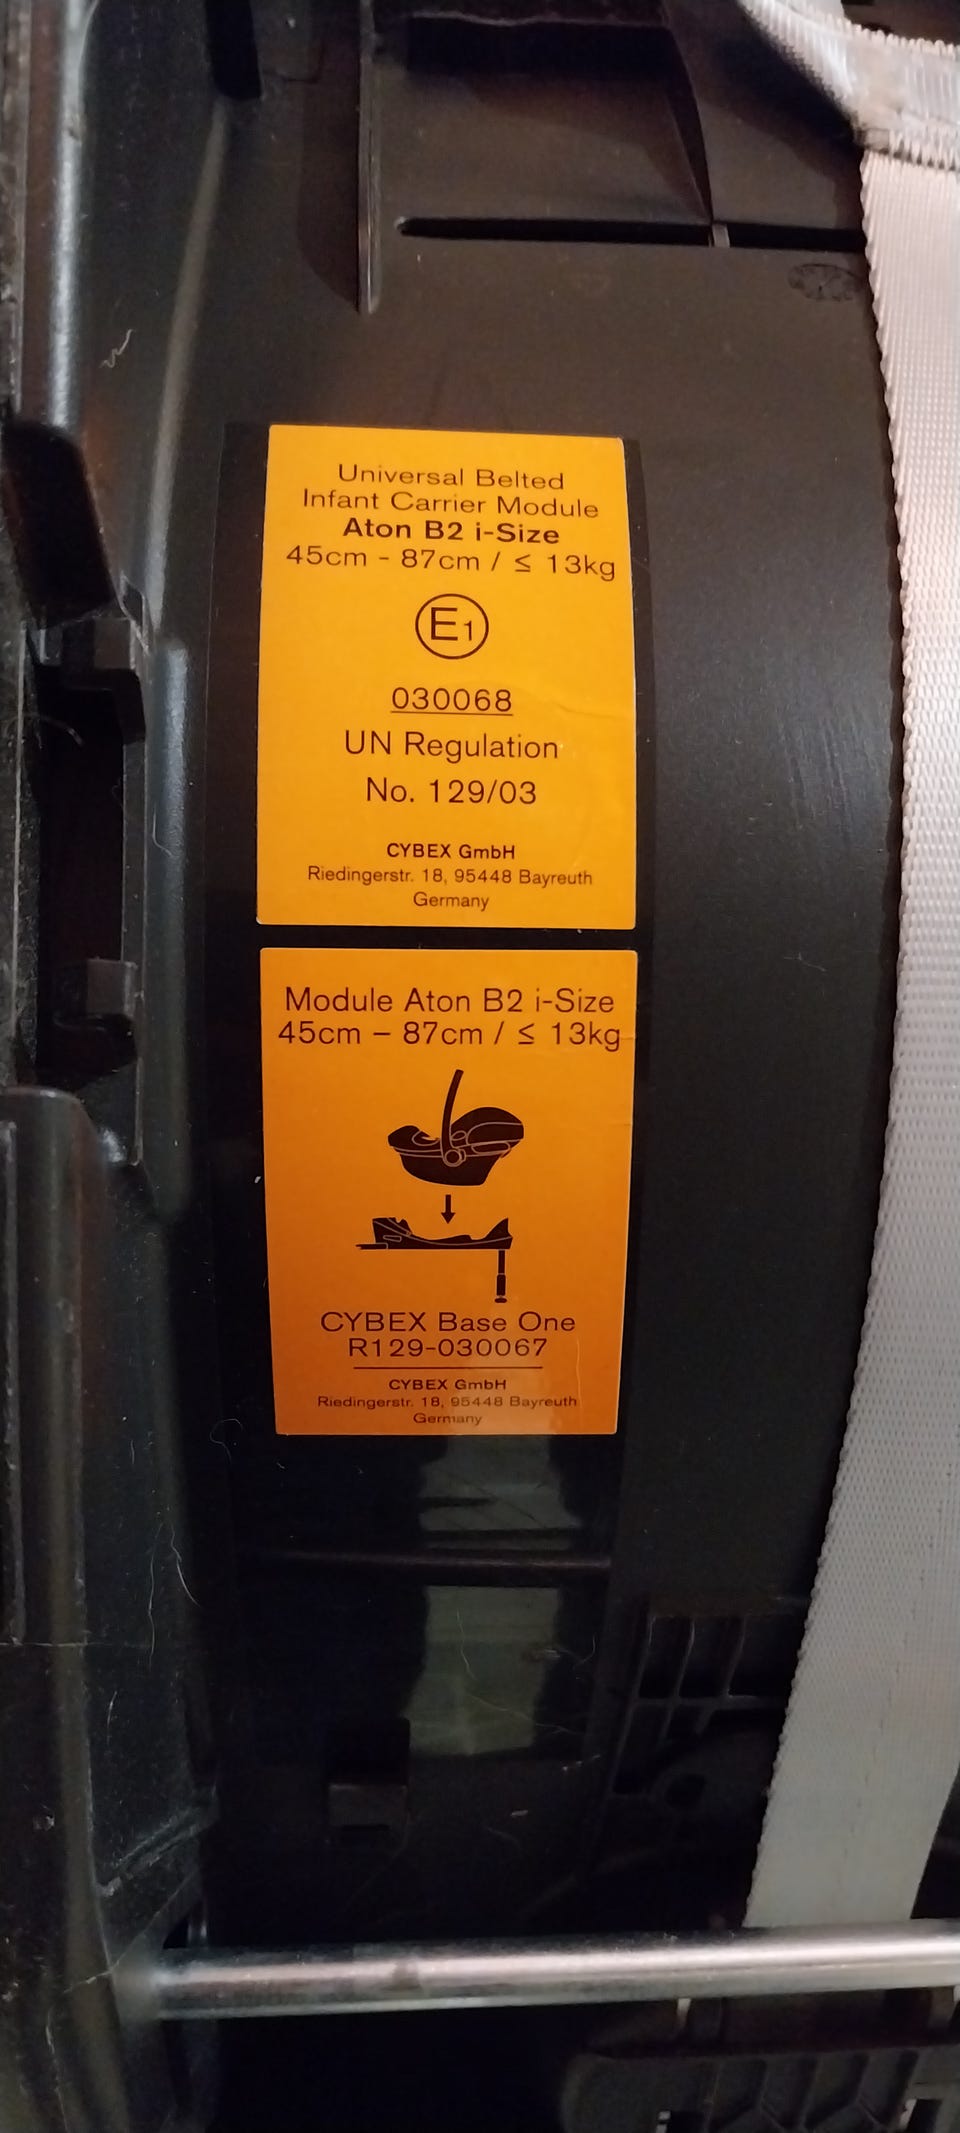 Universal Belted
Infant Carrier Module
Aton B2 i-Size
45cm - 87cm / ≤ 13kg
E1
030068
UN Regulation
No. 129/03
CYBEX GmbH
Riedingerstr. 18, 95448 Bayreuth
Germany
Module Aton B2 i-Size
45cm – 87cm / ≤ 13kg
CYBEX Base One
R129-030067
CYBEX GmbH
Riedingerstr. 18, 95448 Bayreuth
Germany